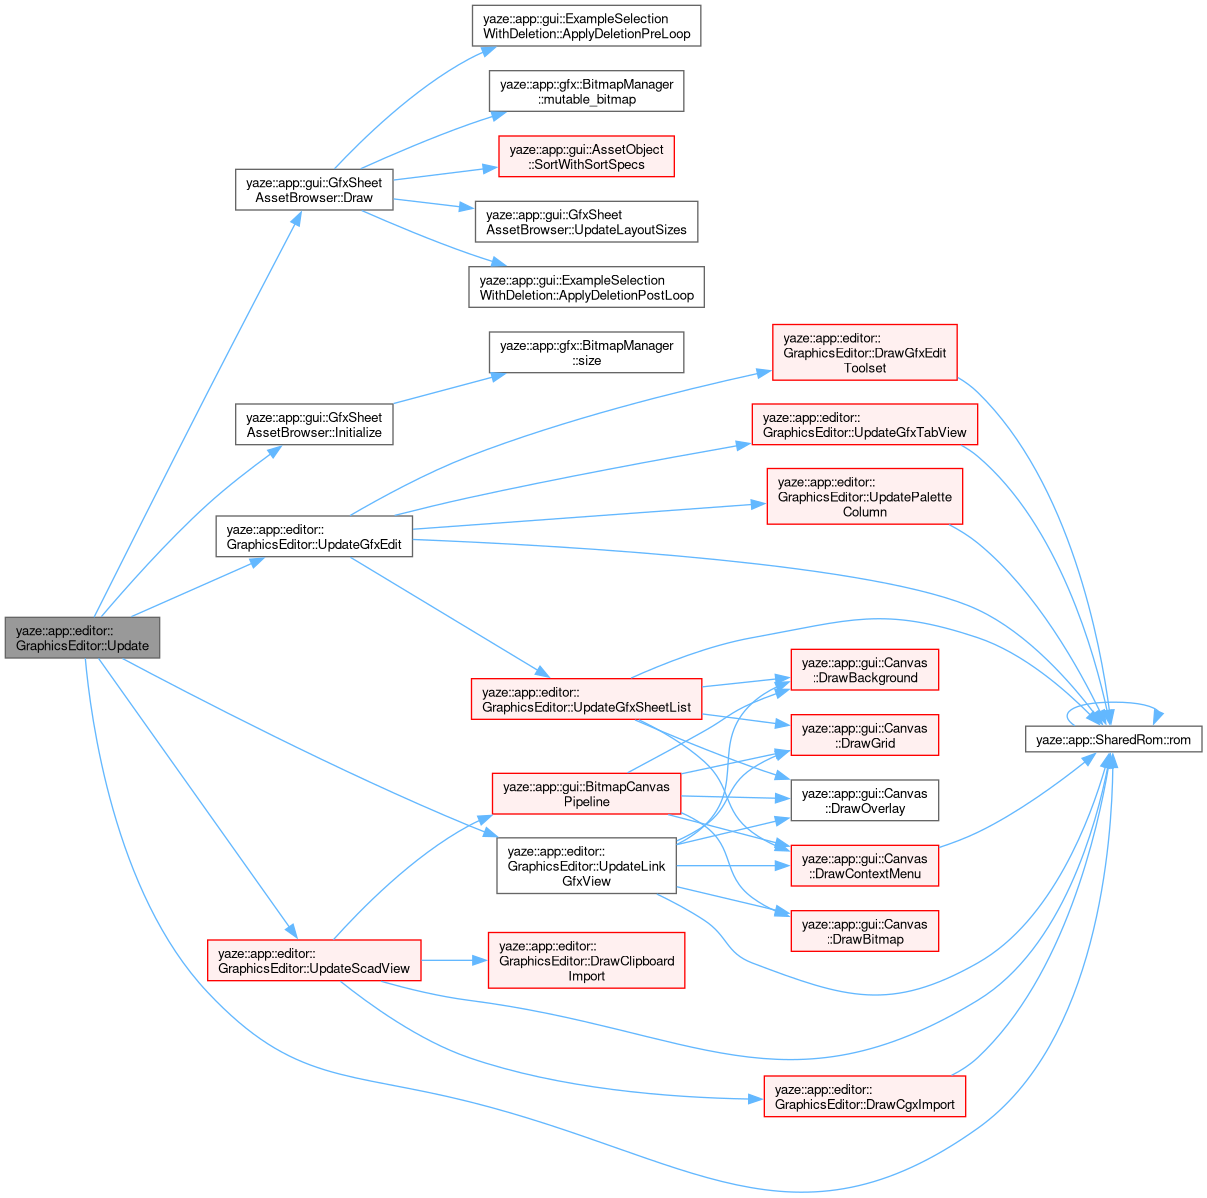 yaze::app::gui::ExampleSelection
WithDeletion::ApplyDeletionPreLoop
yaze::app::gfx::BitmapManager
::mutable_bitmap
yaze::app::gui::AssetObject
::SortWithSortSpecs
yaze::app::gui::GfxSheet
AssetBrowser::Draw
yaze::app::gui::GfxSheet
AssetBrowser::UpdateLayoutSizes
yaze::app::gui::ExampleSelection
WithDeletion::ApplyDeletionPostLoop
yaze::app::gfx::BitmapManager
::size
yaze::app::editor::
GraphicsEditor::DrawGfxEdit
Toolset
yaze::app::gui::GfxSheet
AssetBrowser::Initialize
yaze::app::editor::
GraphicsEditor::UpdateGfxTabView
yaze::app::editor::
GraphicsEditor::UpdatePalette
Column
yaze::app::editor::
GraphicsEditor::UpdateGfxEdit
yaze::app::editor::
GraphicsEditor::Update
yaze::app::gui::Canvas
::DrawBackground
yaze::app::editor::
GraphicsEditor::UpdateGfxSheetList
yaze::app::gui::Canvas
::DrawGrid
yaze::app::SharedRom::rom
yaze::app::gui::BitmapCanvas
Pipeline
yaze::app::gui::Canvas
::DrawOverlay
yaze::app::editor::
GraphicsEditor::UpdateLink
GfxView
yaze::app::gui::Canvas
::DrawContextMenu
yaze::app::gui::Canvas
::DrawBitmap
yaze::app::editor::
GraphicsEditor::UpdateScadView
yaze::app::editor::
GraphicsEditor::DrawClipboard
Import
yaze::app::editor::
GraphicsEditor::DrawCgxImport